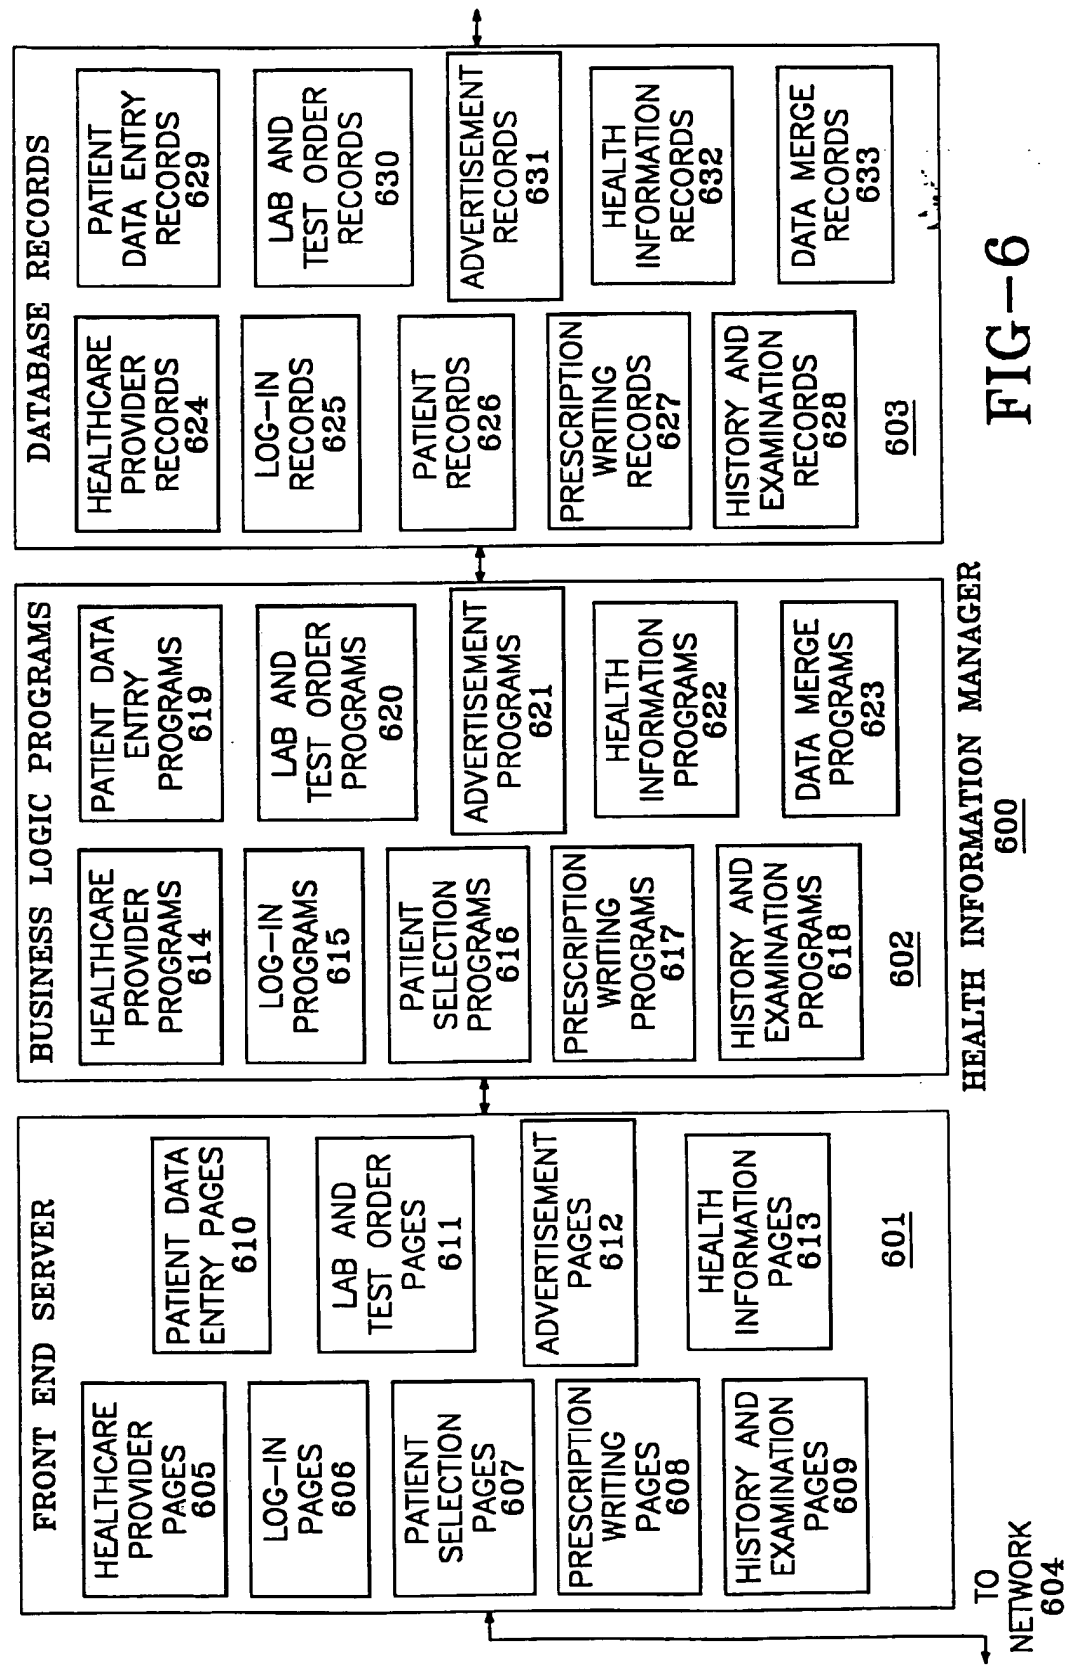 FRONT END SERVER
HEALTHCARE
PROVIDER
PAGES
605
LOG-IN
PAGES
606
PATIENT
SELECTION
PAGES
607
PRESCRIPTION
WRITING
PAGES
608
HISTORY AND
EXAMINATION
PAGES
609
PATIENT DATA
ENTRY PAGES
610
LAB AND
TEST ORDER
PAGES
611
ADVERTISEMENT
PAGES
612
HEALTH
INFORMATION
PAGES
613
601
TO
NETWORK
604
BUSINESS LOGIC PROGRAMS
HEALTHCARE
PROVIDER
PROGRAMS
614
LOG-IN
PROGRAMS
615
PATIENT
SELECTION
PROGRAMS
616
PRESCRIPTION
WRITING
PROGRAMS
617
HISTORY AND
EXAMINATION
PROGRAMS
618
PATIENT DATA
ENTRY
PROGRAMS
619
LAB AND
TEST ORDER
PROGRAMS
620
ADVERTISEMENT
PROGRAMS
621
HEALTH
INFORMATION
PROGRAMS
622
DATA MERGE
PROGRAMS
623
602
DATABASE RECORDS
HEALTHCARE
PROVIDER
RECORDS
624
LOG-IN
RECORDS
625
PATIENT
RECORDS
626
PRESCRIPTION
WRITING
RECORDS
627
HISTORY AND
EXAMINATION
RECORDS
628
PATIENT
DATA ENTRY
RECORDS
629
LAB AND
TEST ORDER
RECORDS
630
ADVERTISEMENT
RECORDS
631
HEALTH
INFORMATION
RECORDS
632
DATA MERGE
RECORDS
633
603
HEALTH INFORMATION MANAGER
600
FIG-6